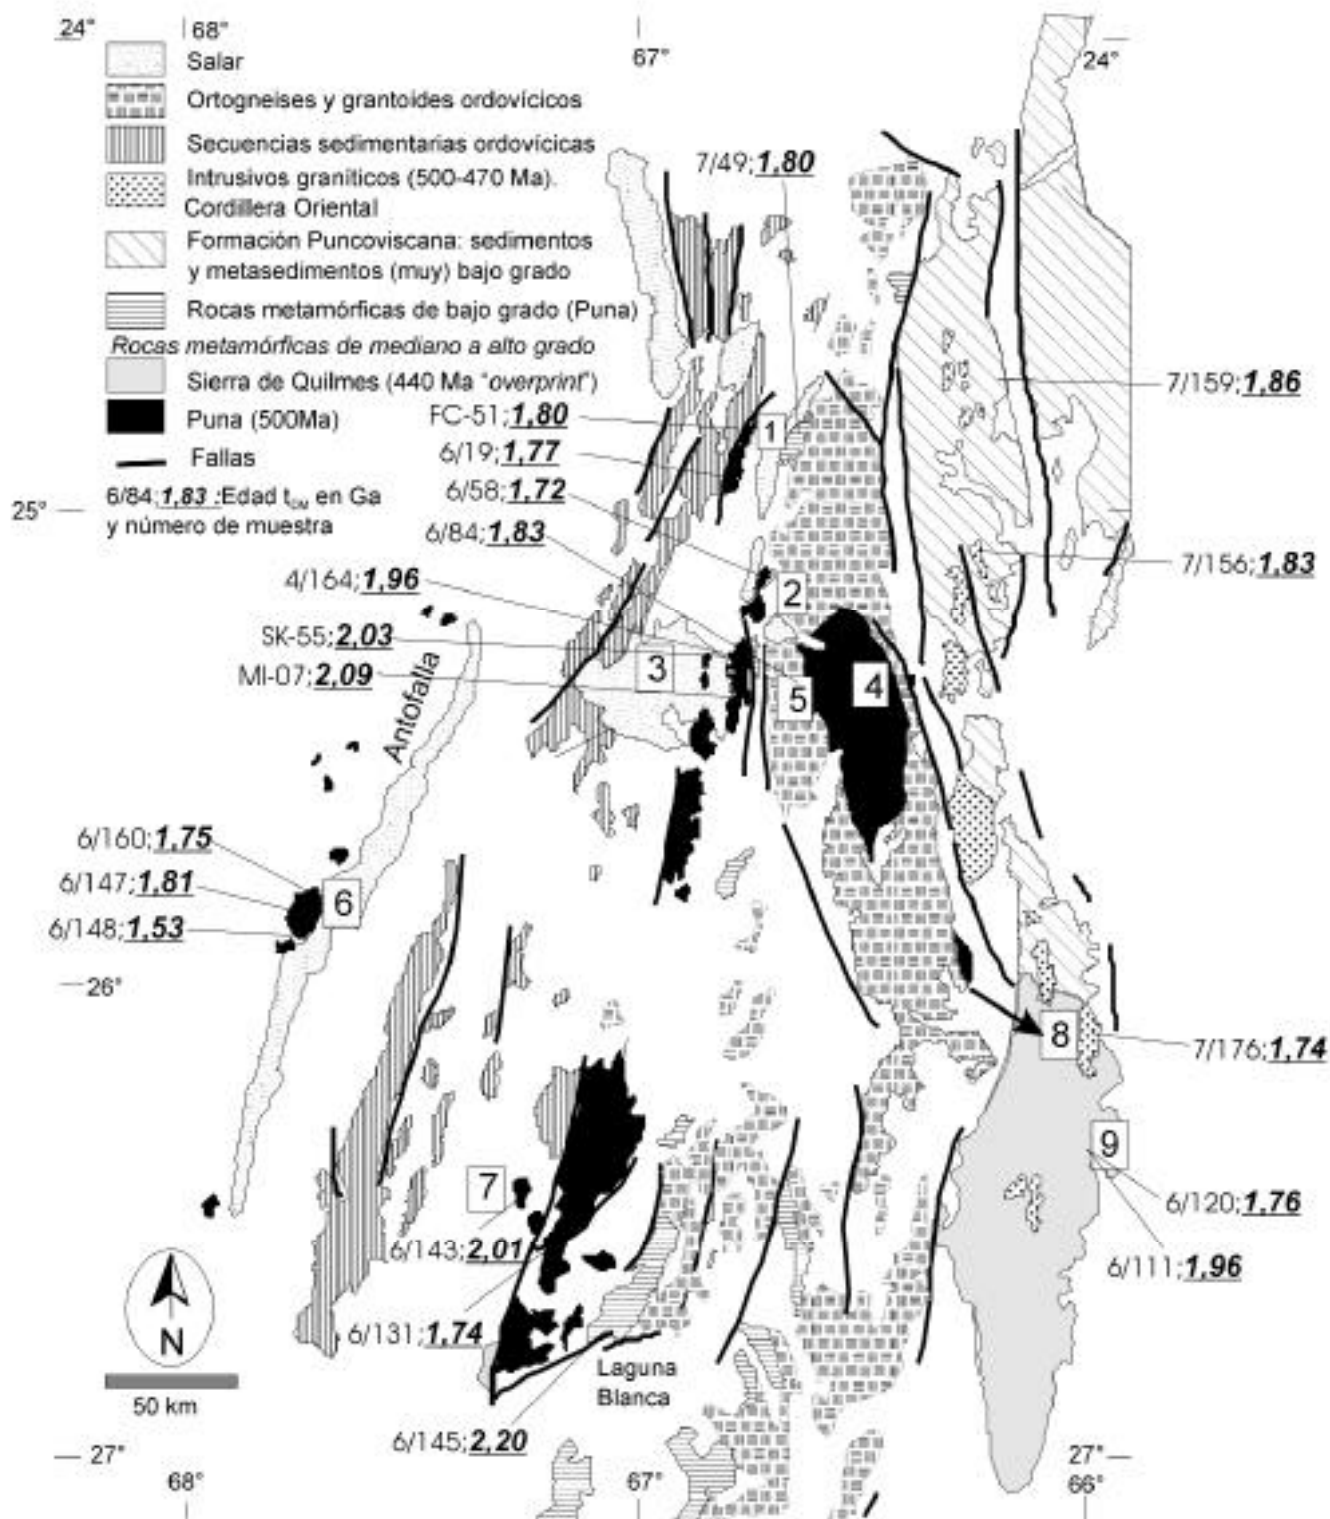 24° 68° 67° 24°
Salar
Ortogneises y grantoides ordovícicos
Secuencias sedimentarias ordovícicas
Intrusivos graníticos (500-470 Ma).
Cordillera Oriental
Formación Puncoviscana: sedimentos
y metasedimentos (muy) bajo grado
Rocas metamórficas de bajo grado (Puna)
Rocas metamórficas de mediano a alto grado
Sierra de Quilmes (440 Ma "overprint")
Puna (500Ma)
Fallas
6/84;1,83 :Edad tDM en Ga
y número de muestra
7/49;1,80
7/159;1,86
FC-51;1,80
1
6/19;1,77
6/58;1,72
25°
6/84;1,83
7/156;1,83
4/164;1,96
2
SK-55;2,03
MI-07;2,09
3
4
5
Antofalla
6/160;1,75
6/147;1,81
6
6/148;1,53
26°
8
7/176;1,74
9
7
6/120;1,76
6/143;2,01
6/111;1,96
6/131;1,74
N
50 km
Laguna
Blanca
6/145;2,20
27° 27°
68° 67° 66°